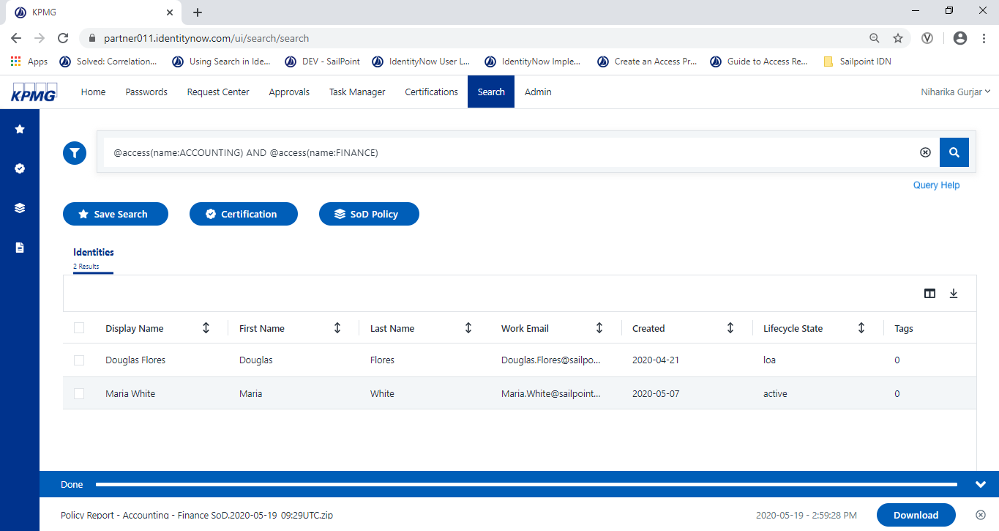 KPMG
partner011.identitynow.com/ui/search/search
Apps Solved: Correlation... Using Search in Ide... DEV - SailPoint IdentityNow User L... IdentityNow Imple... Create an Access Pr... Guide to Access Re... Sailpoint IDN
KPMG Home Passwords Request Center Approvals Task Manager Certifications Search Admin Niharika Gurjar
@access(name:ACCOUNTING) AND @access(name:FINANCE)
Query Help
Save Search Certification SoD Policy
Identities
2 Results
Display Name First Name Last Name Work Email Created Lifecycle State Tags
Douglas Flores Douglas Flores Douglas.Flores@sailpo... 2020-04-21 loa 0
Maria White Maria White Maria.White@sailpoint... 2020-05-07 active 0
Done
Policy Report - Accounting - Finance SoD.2020-05-19 09:29UTC.zip 2020-05-19 - 2:59:28 PM Download